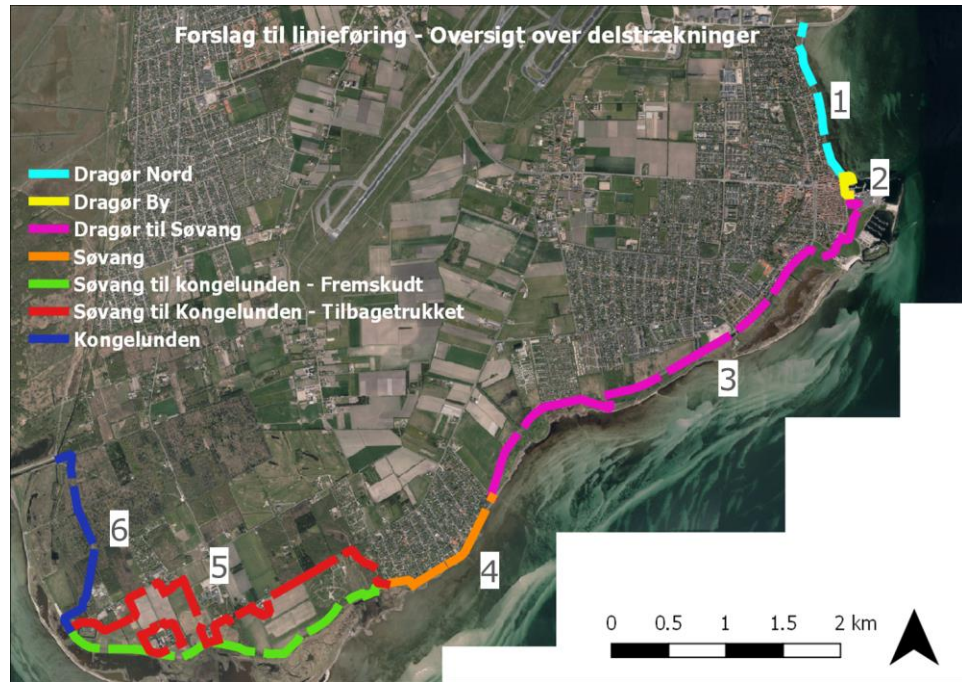 Forslag til linieføring - Oversigt over delstrækninger
1
2
Dragør Nord
Dragør By
Dragør til Søvang
Søvang
Søvang til kongelunden - Fremskudt
Søvang til Kongelunden - Tilbagetrukket
Kongelunden
3
6
5
4
0 0.5 1 1.5 2 km